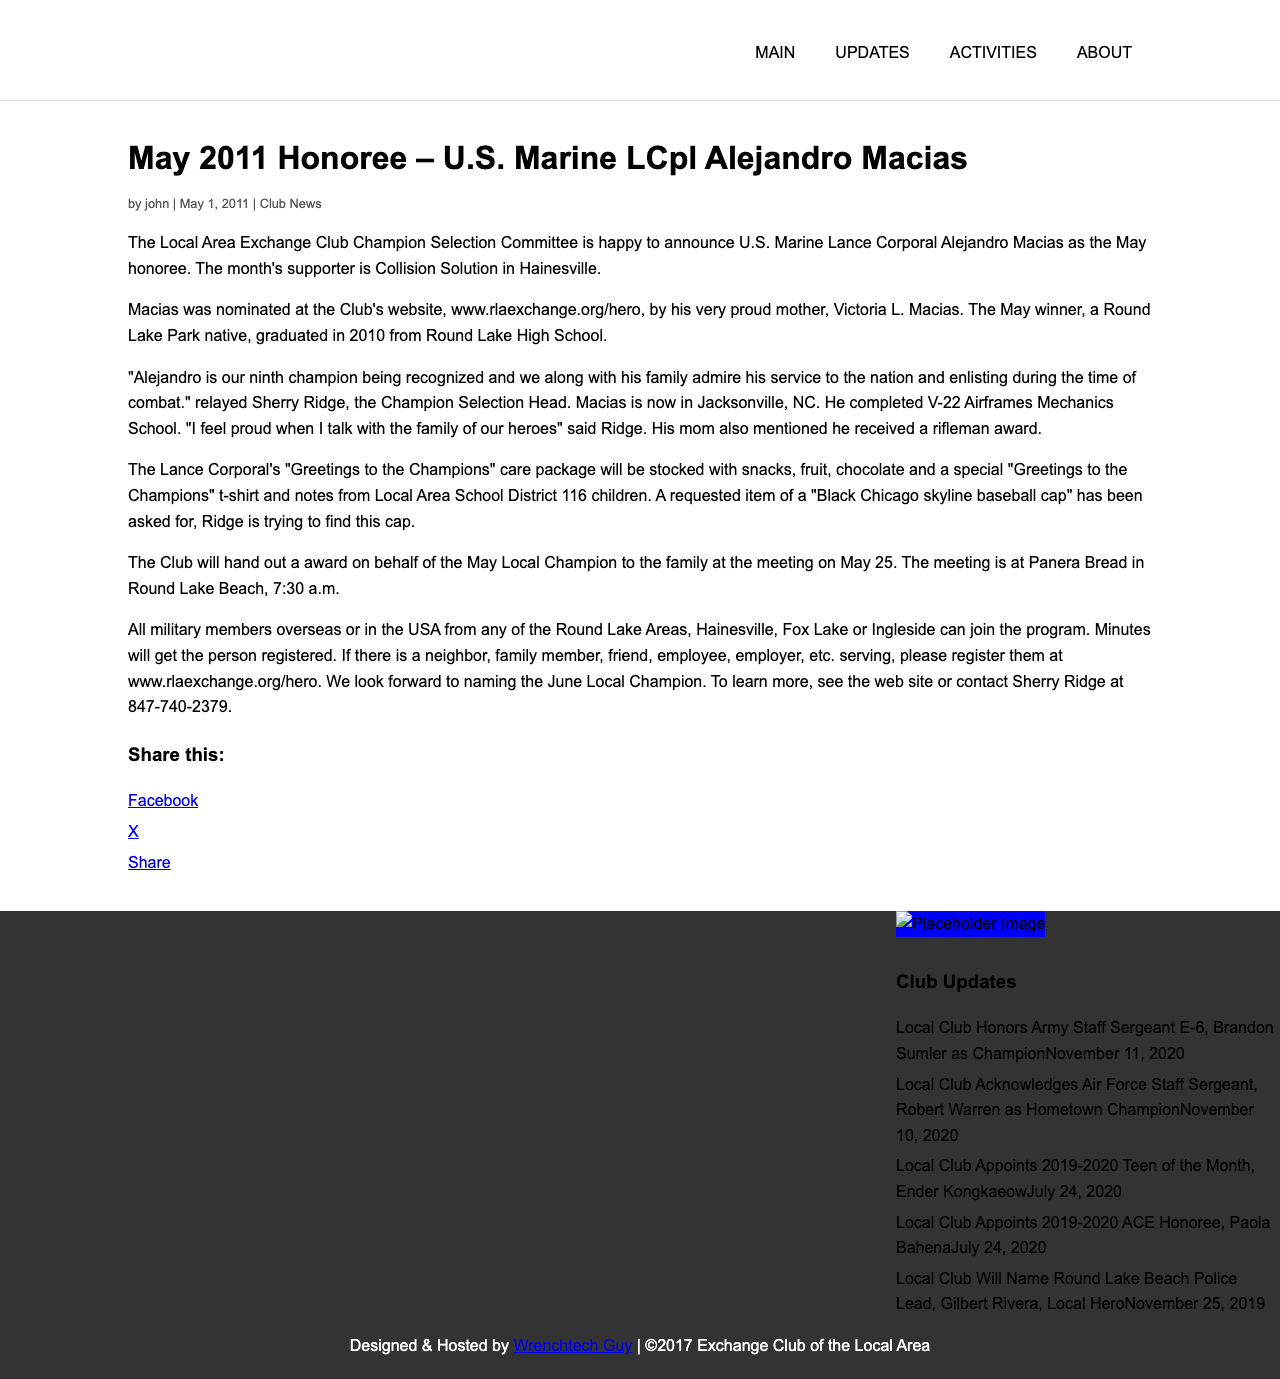 MAIN UPDATES ACTIVITIES ABOUT
May 2011 Honoree – U.S. Marine LCpl Alejandro Macias
by john | May 1, 2011 | Club News
The Local Area Exchange Club Champion Selection Committee is happy to announce U.S. Marine Lance Corporal Alejandro Macias as the May
honoree. The month's supporter is Collision Solution in Hainesville.
Macias was nominated at the Club's website, www.rlaexchange.org/hero, by his very proud mother, Victoria L. Macias. The May winner, a Round
Lake Park native, graduated in 2010 from Round Lake High School.
"Alejandro is our ninth champion being recognized and we along with his family admire his service to the nation and enlisting during the time of
combat." relayed Sherry Ridge, the Champion Selection Head. Macias is now in Jacksonville, NC. He completed V-22 Airframes Mechanics
School. "I feel proud when I talk with the family of our heroes" said Ridge. His mom also mentioned he received a rifleman award.
The Lance Corporal's "Greetings to the Champions" care package will be stocked with snacks, fruit, chocolate and a special "Greetings to the
Champions" t-shirt and notes from Local Area School District 116 children. A requested item of a "Black Chicago skyline baseball cap" has been
asked for, Ridge is trying to find this cap.
The Club will hand out a award on behalf of the May Local Champion to the family at the meeting on May 25. The meeting is at Panera Bread in
Round Lake Beach, 7:30 a.m.
All military members overseas or in the USA from any of the Round Lake Areas, Hainesville, Fox Lake or Ingleside can join the program. Minutes
will get the person registered. If there is a neighbor, family member, friend, employee, employer, etc. serving, please register them at
www.rlaexchange.org/hero. We look forward to naming the June Local Champion. To learn more, see the web site or contact Sherry Ridge at
847-740-2379.
Share this:
Facebook
X
Share
Placeholder Image
Club Updates
Local Club Honors Army Staff Sergeant E-6, Brandon
Sumler as ChampionNovember 11, 2020
Local Club Acknowledges Air Force Staff Sergeant,
Robert Warren as Hometown ChampionNovember
10, 2020
Local Club Appoints 2019-2020 Teen of the Month,
Ender KongkaeowJuly 24, 2020
Local Club Appoints 2019-2020 ACE Honoree, Paola
BahenaJuly 24, 2020
Local Club Will Name Round Lake Beach Police
Lead, Gilbert Rivera, Local HeroNovember 25, 2019
Designed & Hosted by Wrenchtech Guy | ©2017 Exchange Club of the Local Area